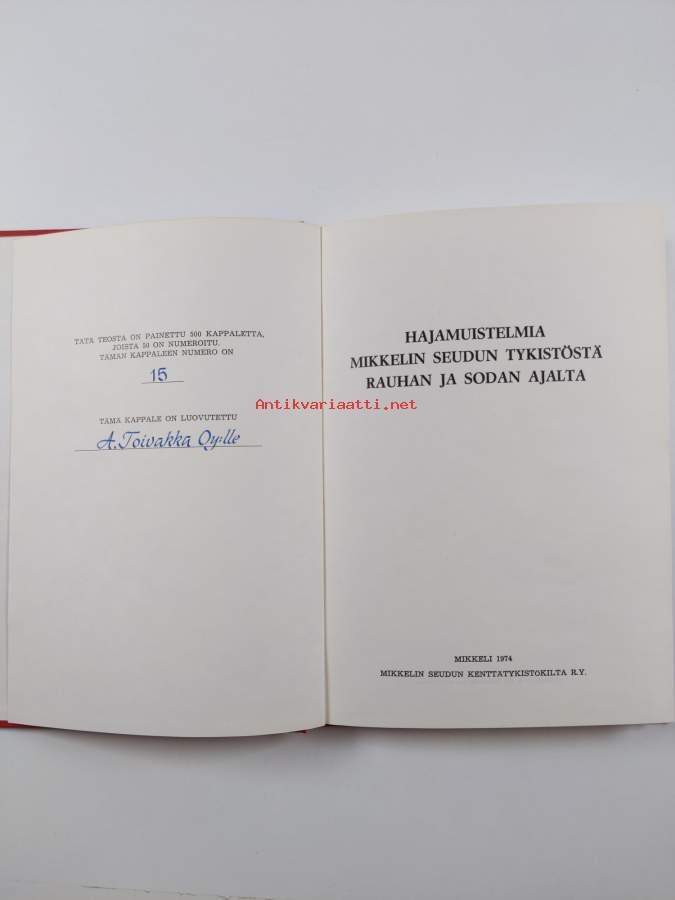 TÄTÄ TEOSTA ON PAINETTU 500 KAPPALETTA,
JOISTA 50 ON NUMEROITU.
TÄMÄN KAPPALEEN NUMERO ON
15
TÄMÄ KAPPALE ON LUOVUTETTU
A. Toivakka Oy:lle
HAJAMUISTELMIA
MIKKELIN SEUDUN TYKISTÖSTÄ
RAUHAN JA SODAN AJALTA
Antikvariaatti.net
MIKKELI 1974
MIKKELIN SEUDUN KENTTÄTYKISTÖKILTA R.Y.